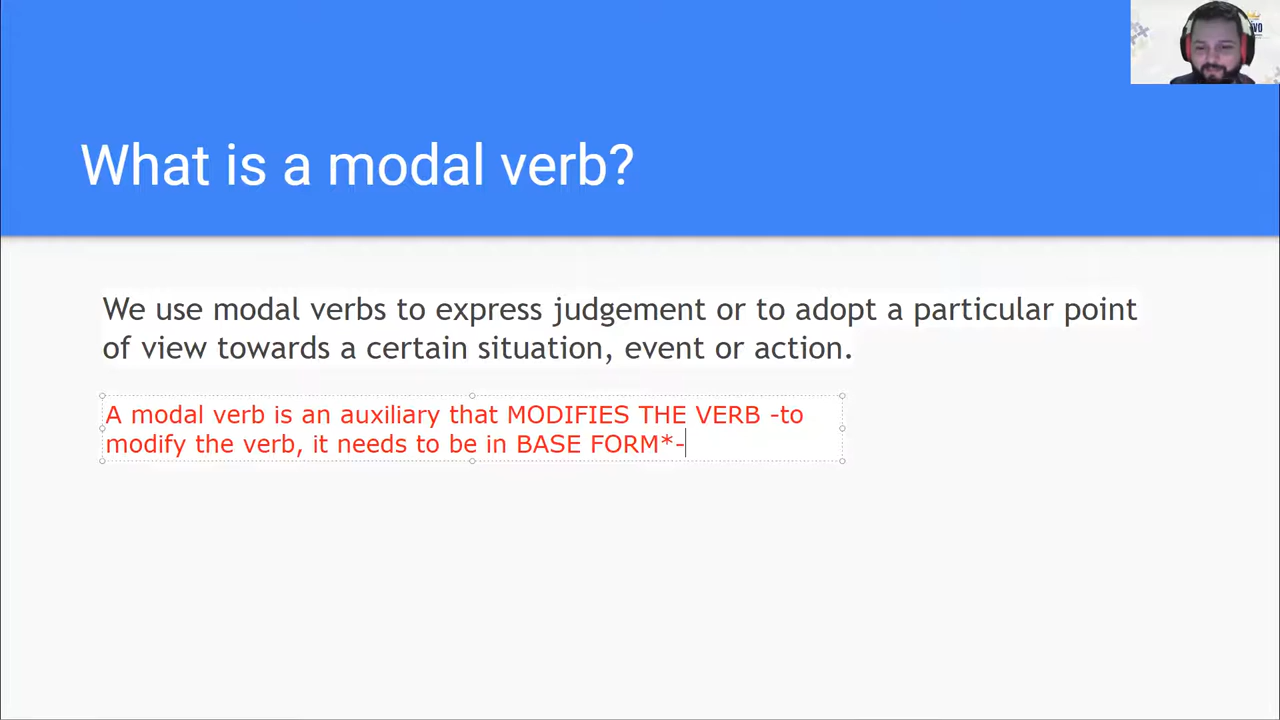 What is a modal verb?
We use modal verbs to express judgement or to adopt a particular point
of view towards a certain situation, event or action.
A modal verb is an auxiliary that MODIFIES THE VERB -to
modify the verb, it needs to be in BASE FORM*-